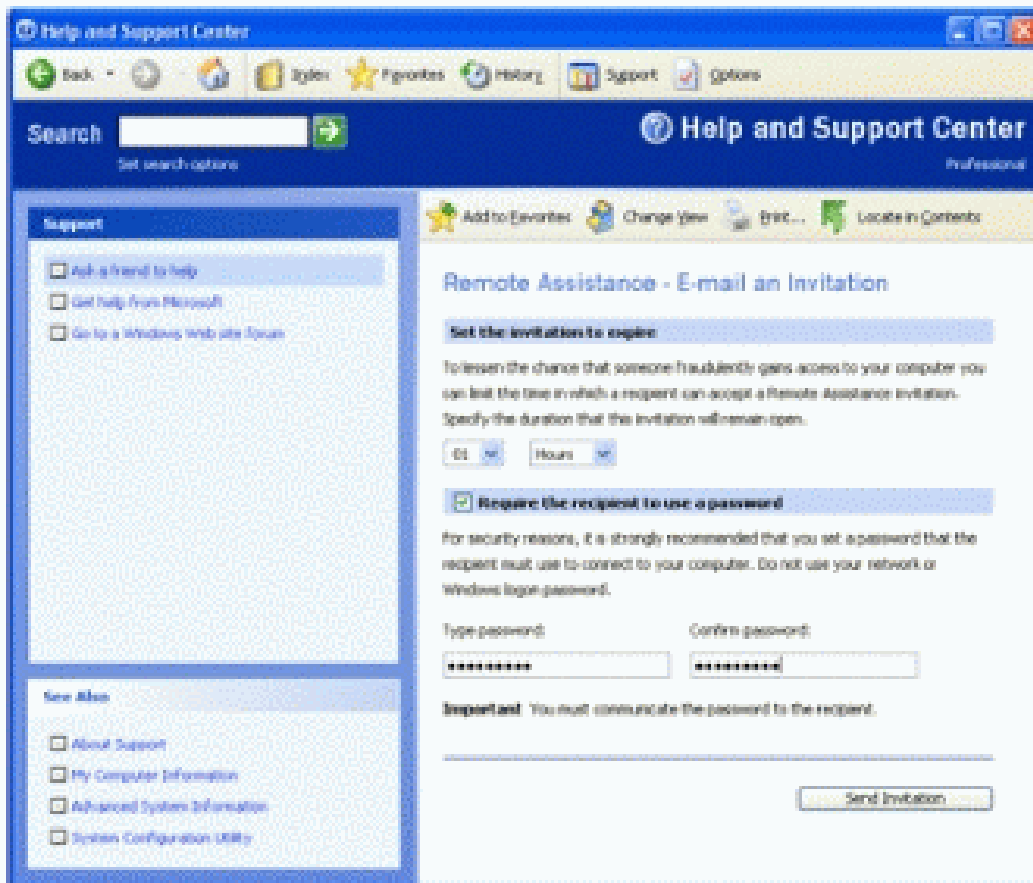 Help and Support Center
Back Index Favorites History Support Options
Search
Set search options
Help and Support Center
Professional
Support
Ask a friend to help
Get help from Microsoft
Go to a Windows Web site forum
See Also
About Support
My Computer Information
Advanced System Information
System Configuration Utility
Add to Favorites Change View Print... Locate in Contents
Remote Assistance - E-mail an Invitation
Set the invitation to expire
To lessen the chance that someone fraudulently gains access to your computer you
can limit the time in which a recipient can accept a Remote Assistance invitation.
Specify the duration that this invitation will remain open.
01 Hours
Require the recipient to use a password
For security reasons, it is strongly recommended that you set a password that the
recipient must use to connect to your computer. Do not use your network or
Windows logon password.
Type password: Confirm password:
••••••••• •••••••••
Important You must communicate the password to the recipient.
Send Invitation